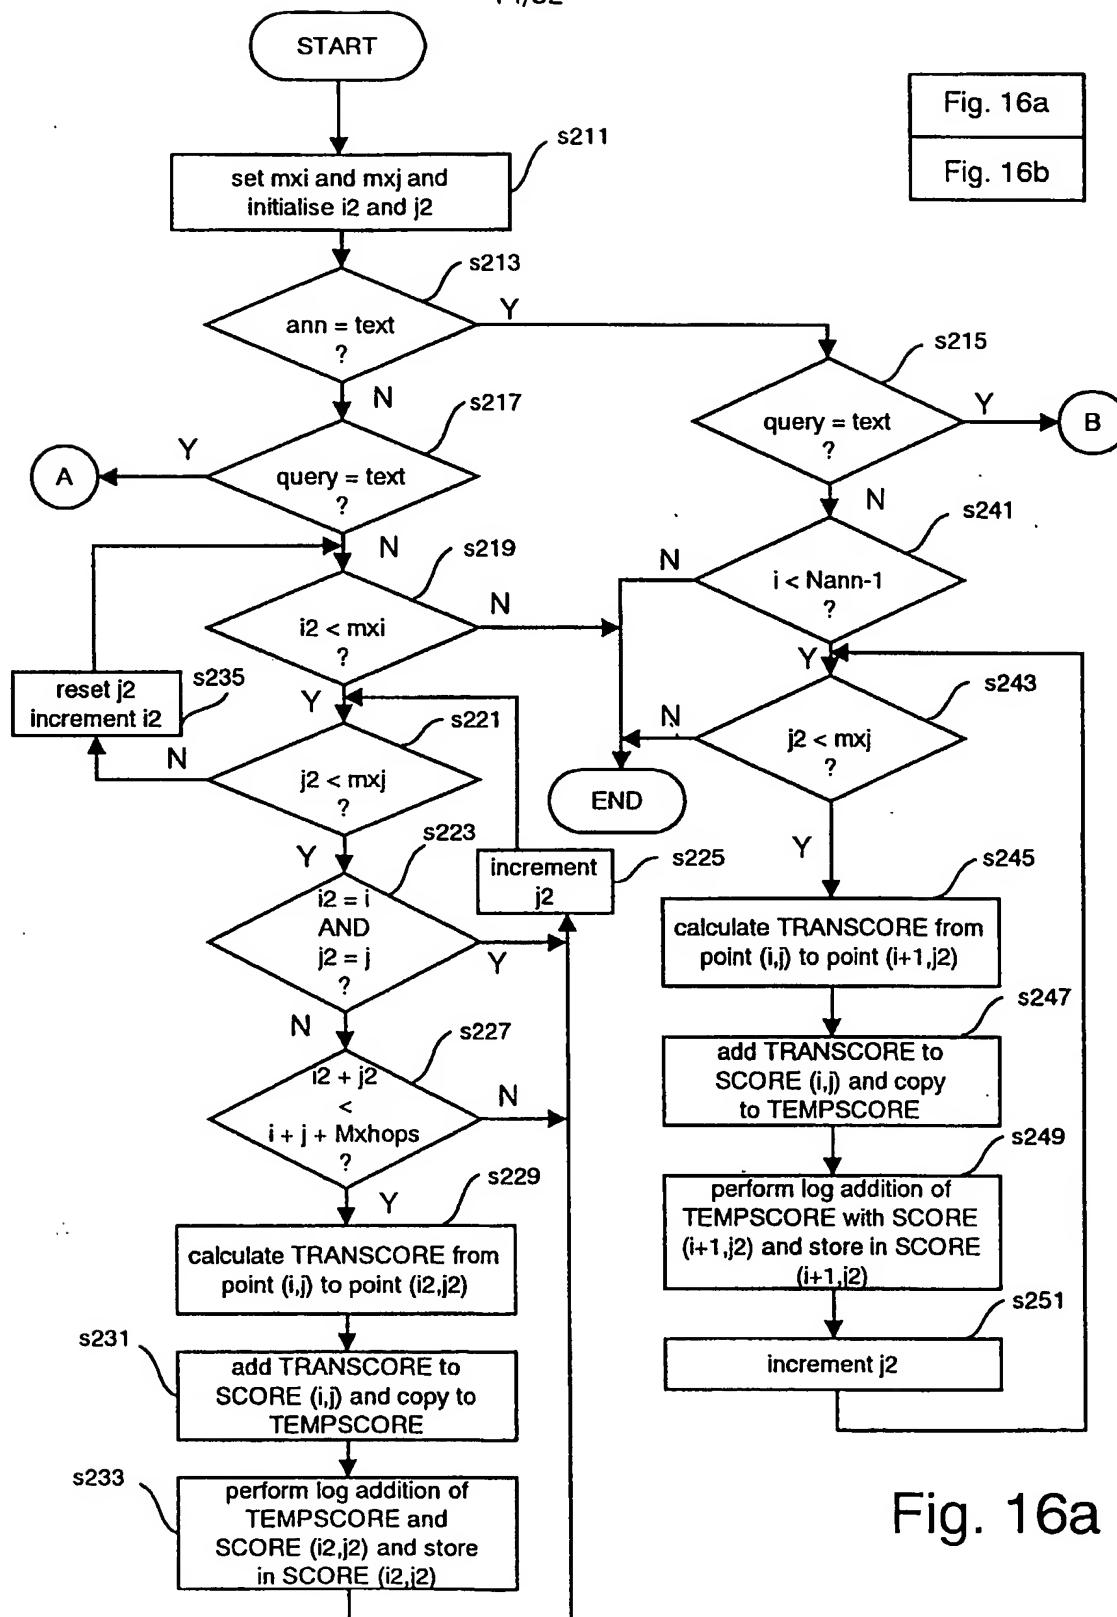 START
Fig. 16a
Fig. 16b
s211
set mxi and mxj and
initialise i2 and j2
s213
ann = text
?
Y
N
s215
query = text
?
Y
B
N
s217
query = text
?
Y
A
N
s241
i < Nann-1
?
N
Y
s219
i2 < mxi
?
N
Y
s235
reset j2
increment i2
s243
j2 < mxj
?
N
Y
s221
j2 < mxj
?
N
Y
END
s223
i2 = i
AND
j2 = j
?
Y
N
s225
increment
j2
s245
calculate TRANSCORE from
point (i,j) to point (i+1,j2)
s227
i2 + j2
<
i + j + Mxhops
?
N
Y
s247
add TRANSCORE to
SCORE (i,j) and copy
to TEMPSCORE
s249
perform log addition of
TEMPSCORE with SCORE
(i+1,j2) and store in SCORE
(i+1,j2)
s229
calculate TRANSCORE from
point (i,j) to point (i2,j2)
s251
increment j2
s231
add TRANSCORE to
SCORE (i,j) and copy to
TEMPSCORE
s233
perform log addition of
TEMPSCORE and
SCORE (i2,j2) and store
in SCORE (i2,j2)
Fig. 16a